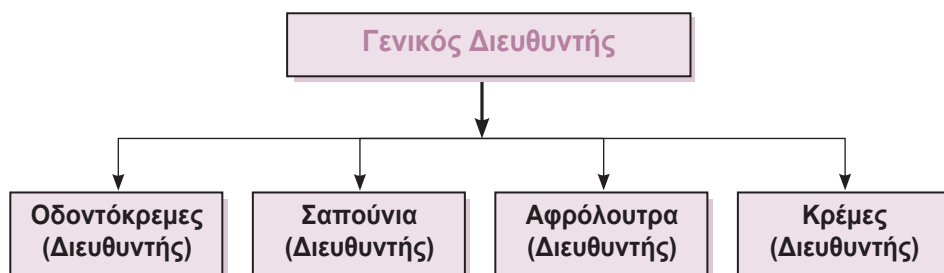 Γενικός Διευθυντής
Οδοντόκρεμες
(Διευθυντής)
Σαπούνια
(Διευθυντής)
Αφρόλουτρα
(Διευθυντής)
Κρέμες
(Διευθυντής)